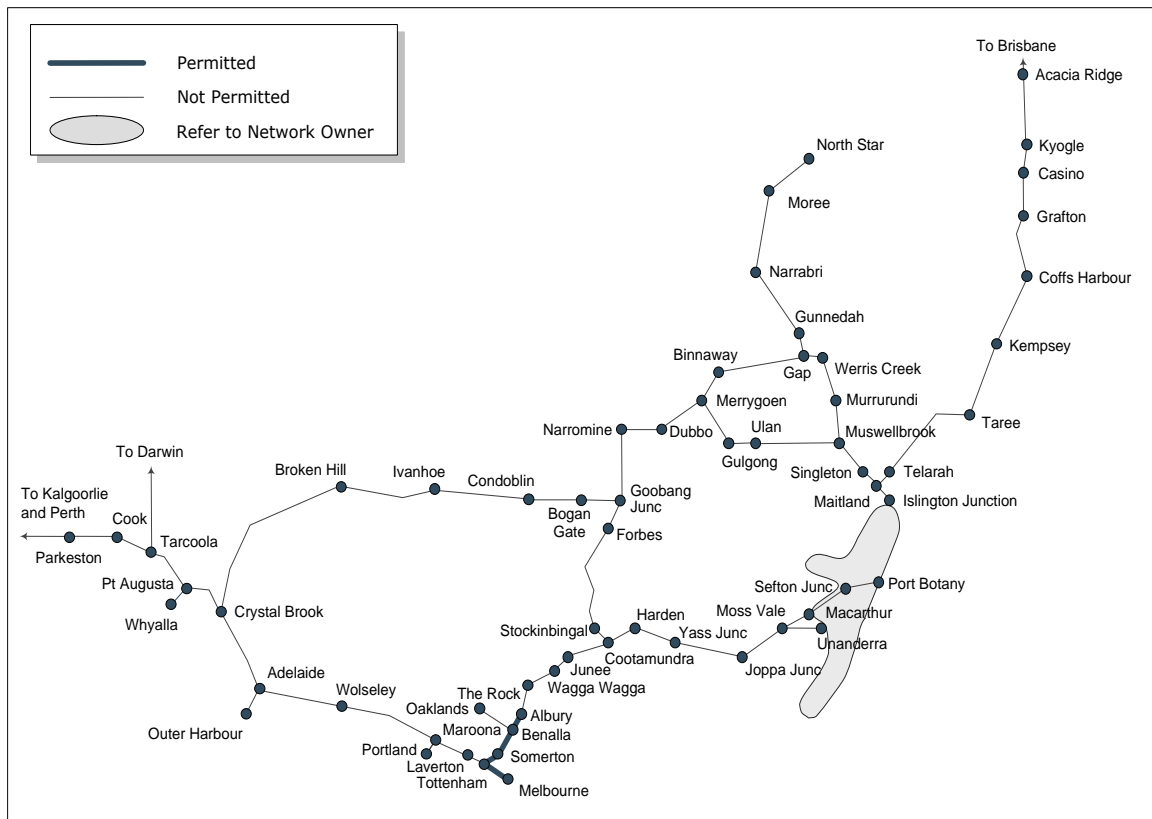 Permitted
Not Permitted
Refer to Network Owner
To Brisbane
Acacia Ridge
Kyogle
Casino
Grafton
Coffs Harbour
Kempsey
Taree
North Star
Moree
Narrabri
Gunnedah
Binnaway
Gap
Werris Creek
Merrygoen
Murrurundi
Narromine
Dubbo
Ulan
Gulgong
Muswellbrook
Singleton
Telarah
Maitland
Islington Junction
To Darwin
Broken Hill
Ivanhoe
Condoblin
Goobang
Junc
Bogan
Gate
Forbes
To Kalgoorlie
and Perth
Cook
Parkeston
Tarcoola
Pt Augusta
Whyalla
Crystal Brook
Sefton Junc
Port Botany
Moss Vale
Macarthur
Unanderra
Harden
Yass Junc
Joppa Junc
Stockinbingal
Cootamundra
Junee
Wagga Wagga
The Rock
Adelaide
Wolseley
Outer Harbour
Oaklands
Albury
Maroona
Benalla
Portland
Somerton
Laverton
Tottenham
Melbourne